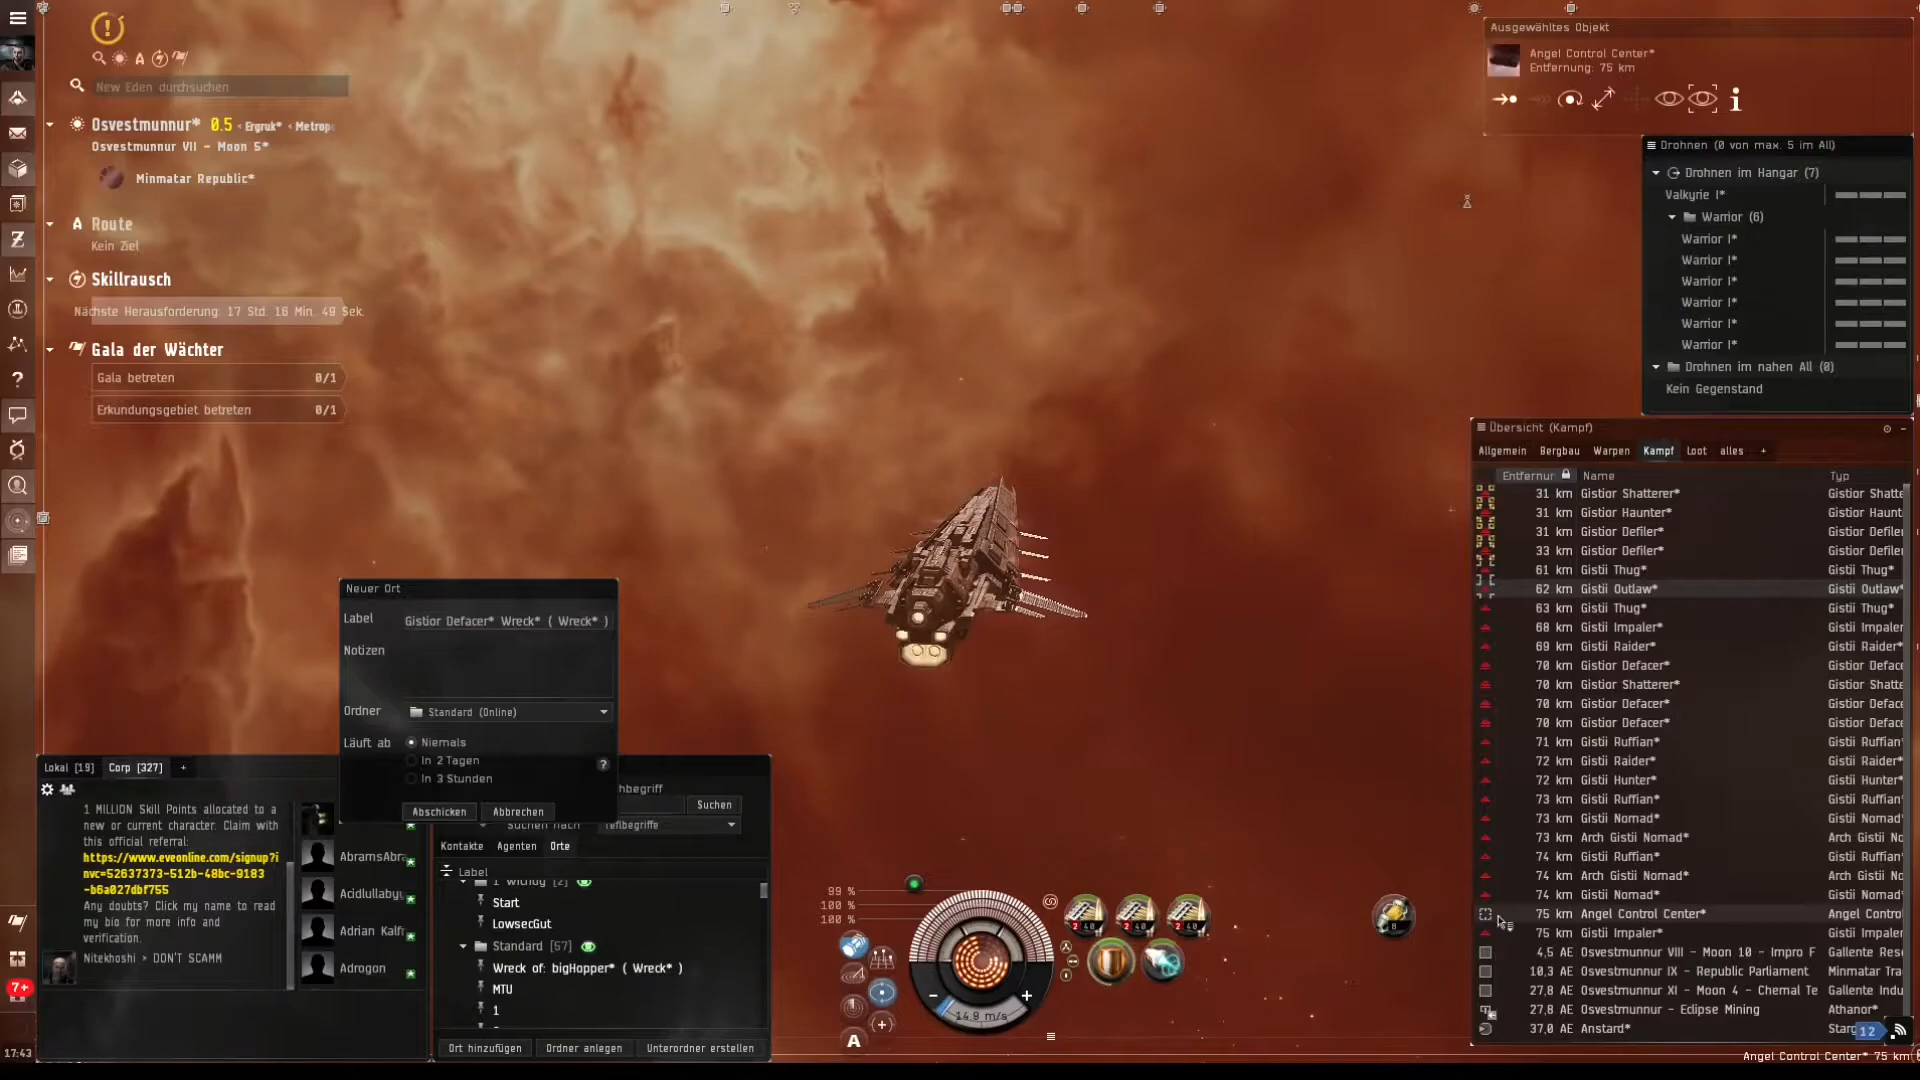 New Eden durchsuchen
Osvestmunnur* 0.5 < Ergruk* < Metrop
Osvestmunnur VII - Moon 5*
Minmatar Republic*
Route
Kein Ziel
Skillrausch
Nächste Herausforderung: 17 Std. 16 Min. 49 Sek.
Gala der Wächter
Gala betreten 0/1
Erkundungsgebiet betreten 0/1
Ausgewähltes Objekt
Angel Control Center*
Entfernung: 75 km
Drohnen (0 von max. 5 im All)
Drohnen im Hangar (7)
Valkyrie I*
Warrior (6)
Warrior I*
Warrior I*
Warrior I*
Warrior I*
Warrior I*
Warrior I*
Drohnen im nahen All (0)
Kein Gegenstand
Übersicht (Kampf)
Allgemein Bergbau Warpen Kampf Loot alles +
Entfernur Name Typ
31 km Gistior Shatterer* Gistior Shatte
31 km Gistior Haunter* Gistior Haunt
31 km Gistior Defiler* Gistior Defile
33 km Gistior Defiler* Gistior Defile
61 km Gistii Thug* Gistii Thug*
62 km Gistii Outlaw* Gistii Outlaw*
63 km Gistii Thug* Gistii Thug*
68 km Gistii Impaler* Gistii Impaler
69 km Gistii Raider* Gistii Raider*
70 km Gistior Defacer* Gistior Deface
70 km Gistior Shatterer* Gistior Shatte
70 km Gistior Defacer* Gistior Deface
70 km Gistior Defacer* Gistior Deface
71 km Gistii Ruffian* Gistii Ruffian*
72 km Gistii Raider* Gistii Raider*
72 km Gistii Hunter* Gistii Hunter*
73 km Gistii Ruffian* Gistii Ruffian*
73 km Gistii Nomad* Gistii Nomad*
73 km Arch Gistii Nomad* Arch Gistii No
74 km Gistii Ruffian* Gistii Ruffian*
74 km Arch Gistii Nomad* Arch Gistii No
74 km Gistii Nomad* Gistii Nomad*
75 km Angel Control Center* Angel Control
75 km Gistii Impaler* Gistii Impaler
4,5 AE Osvestmunnur VIII - Moon 10 - Impro F Gallente Rese
10,3 AE Osvestmunnur IX - Republic Parliament Minmatar Tra
27,8 AE Osvestmunnur XI - Moon 4 - Chemal Te Gallente Indu
27,8 AE Osvestmunnur - Eclipse Mining Athanor*
37,0 AE Anstard* Starg
12
Angel Control Center* 75 km
Neuer Ort
Label Gistior Defacer* Wreck* ( Wreck* )
Notizen
Ordner Standard (Online)
Läuft ab Niemals
In 2 Tagen
In 3 Stunden
?
Abschicken Abbrechen
Lokal [19] Corp [327] +
1 MILLION Skill Points allocated to a
new or current character. Claim with
this official referral:
https://www.eveonline.com/signup?i
nvc=52637373-512b-48bc-9183
-b6a027dbf755
Any doubts? Click my name to read
my bio for more info and
verification.
Nitekhoshi > DON'T SCAMM
AbramsAbra
Acidlullaby
Adrian Kalf
Adrogon
hbegriff
Suchen
Suchen nach
Kontakte Agenten Orte
Label
Start
LowsecGut
Standard [57]
Wreck of: bigHopper* ( Wreck* )
MTU
1
Ort hinzufügen Ordner anlegen Unterordner erstellen
99 %
100 %
100 %
14.9 m/s
2 40
2 40
2 40
8
7+
17:43